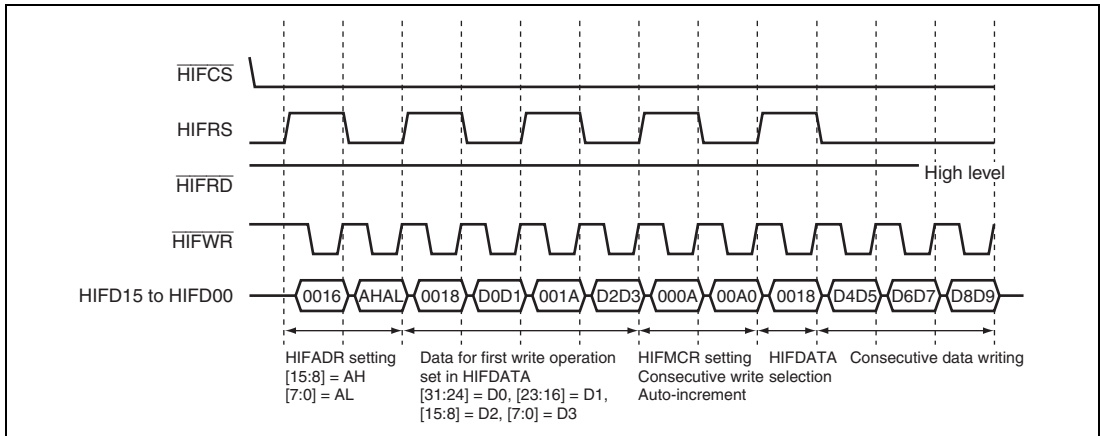 HIFCS
HIFRS
HIFRD
High level
HIFWR
HIFD15 to HIFD00
0016 AHAL 0018 D0D1 001A D2D3 000A 00A0 0018 D4D5 D6D7 D8D9
HIFADR setting
[15:8] = AH
[7:0] = AL
Data for first write operation
set in HIFDATA
[31:24] = D0, [23:16] = D1,
[15:8] = D2, [7:0] = D3
HIFMCR setting
Consecutive write selection
Auto-increment
HIFDATA
Consecutive data writing